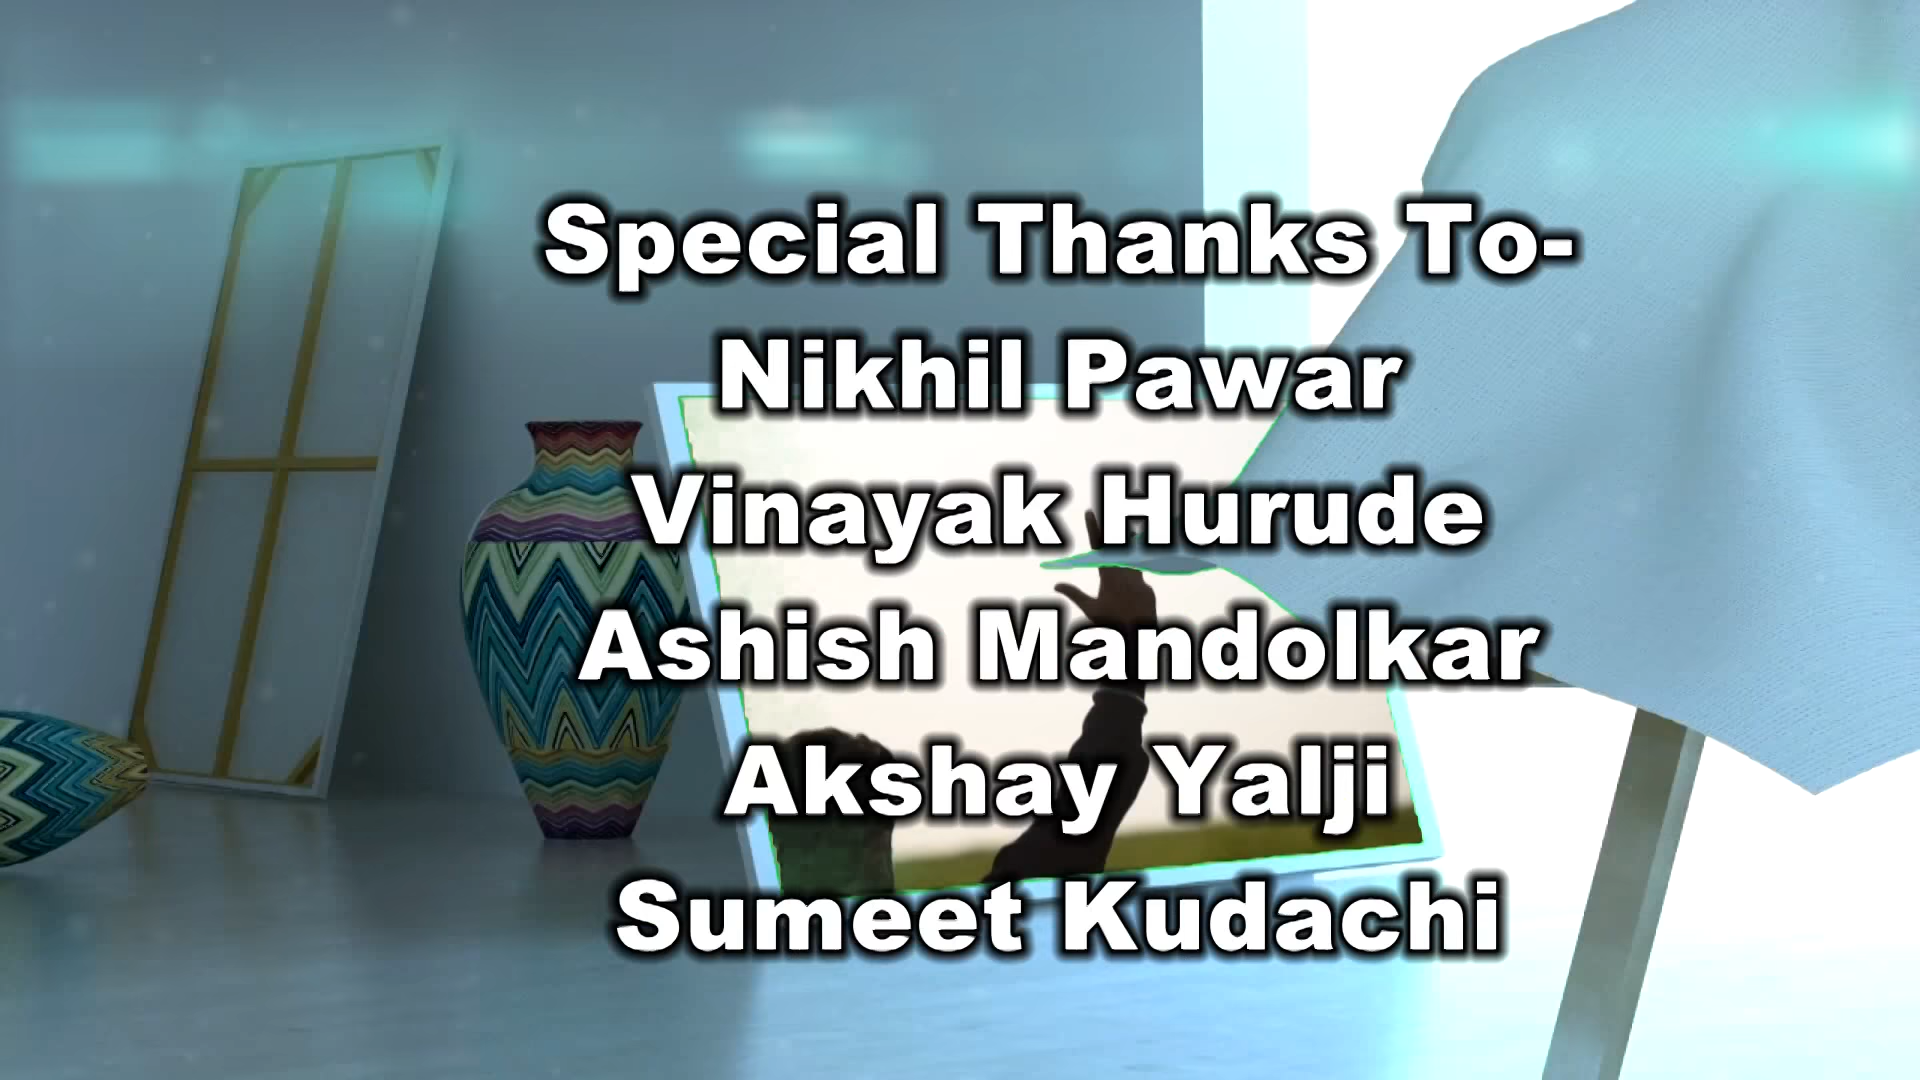 Special Thanks To-
Nikhil Pawar
Vinayak Hurude
Ashish Mandolkar
Akshay Yalji
Sumeet Kudachi